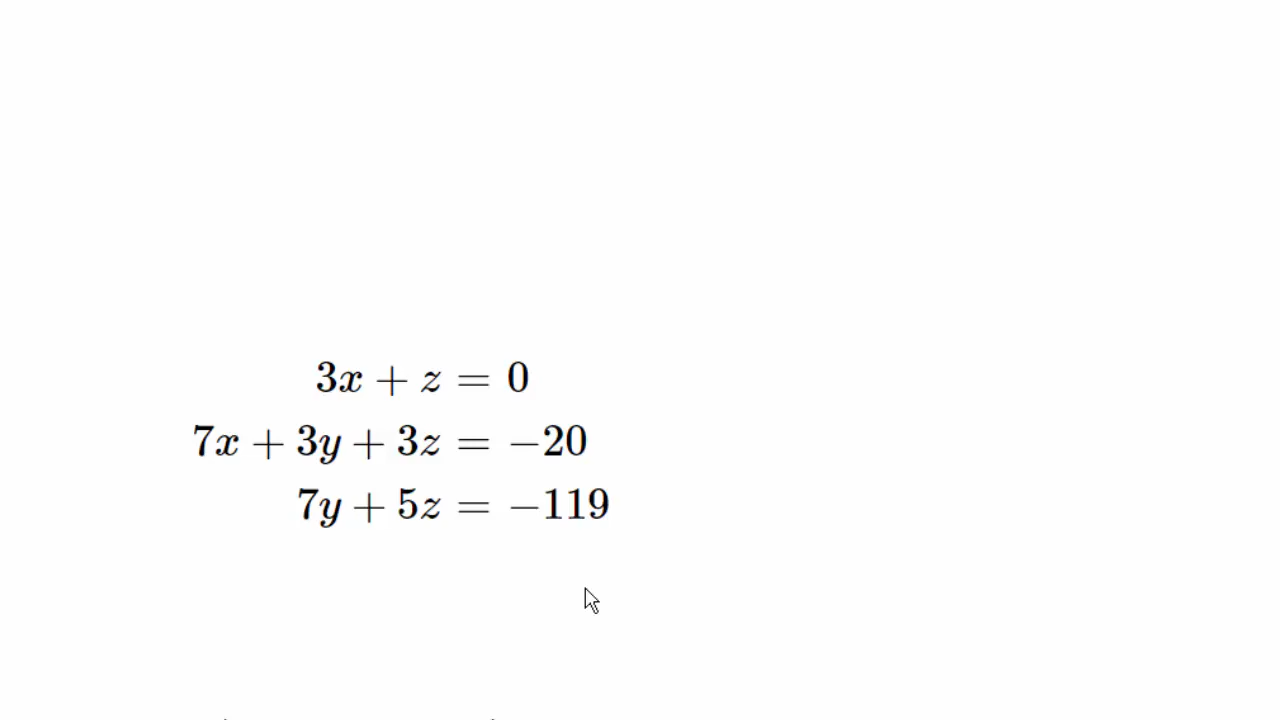 3x + z = 0
7x + 3y + 3z = −20
7y + 5z = −119